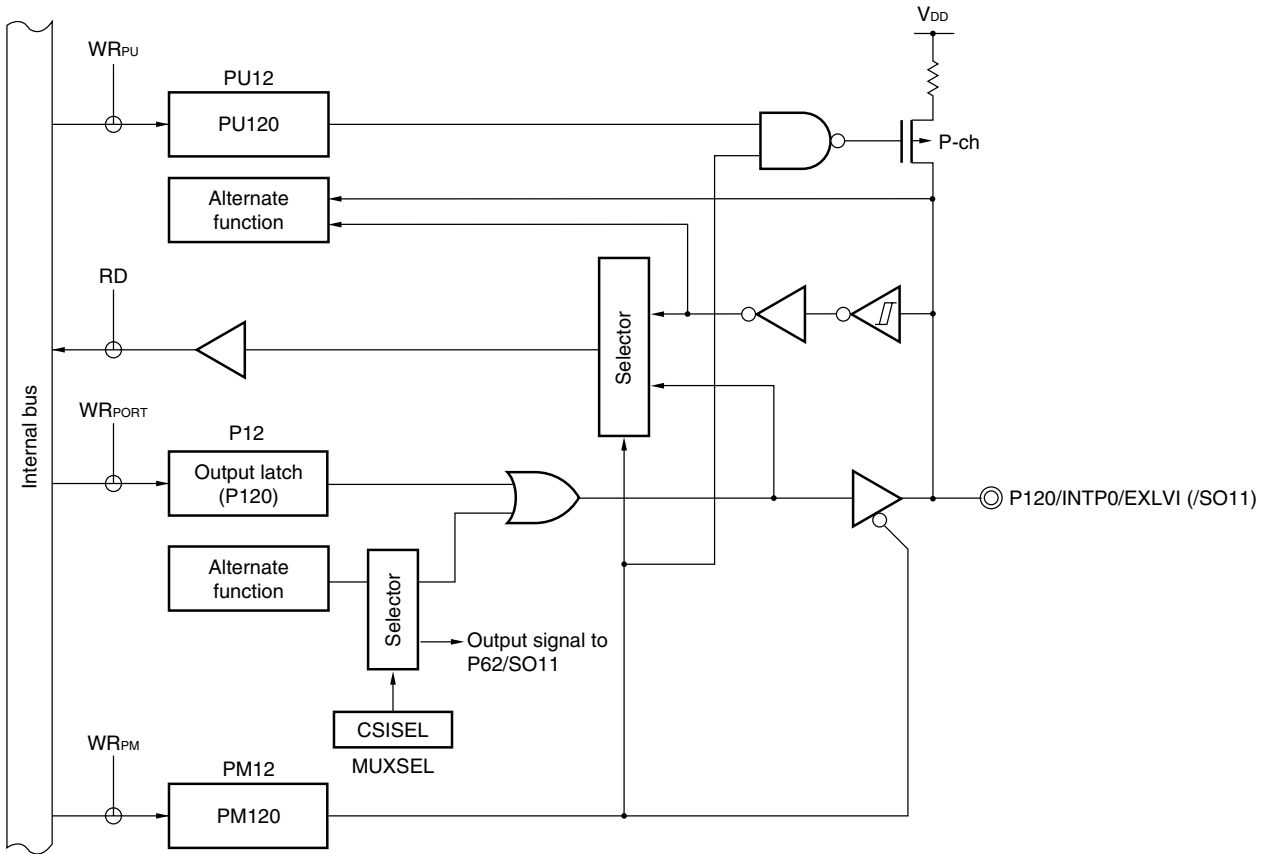 VDD
WRPU
PU12
PU120
P-ch
Alternate
function
RD
Selector
Internal bus
WRPORT
P12
Output latch
(P120)
P120/INTP0/EXLVI (/SO11)
Alternate
function
Selector
Output signal to
P62/SO11
CSISEL
MUXSEL
WRPM
PM12
PM120